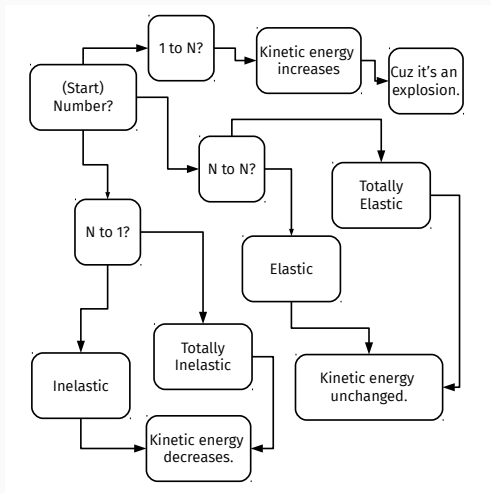 1 to N?
Kinetic energy
increases
Cuz it's an
explosion.
(Start)
Number?
N to N?
Totally
Elastic
N to 1?
Elastic
Totally
Inelastic
Inelastic
Kinetic energy
unchanged.
Kinetic energy
decreases.